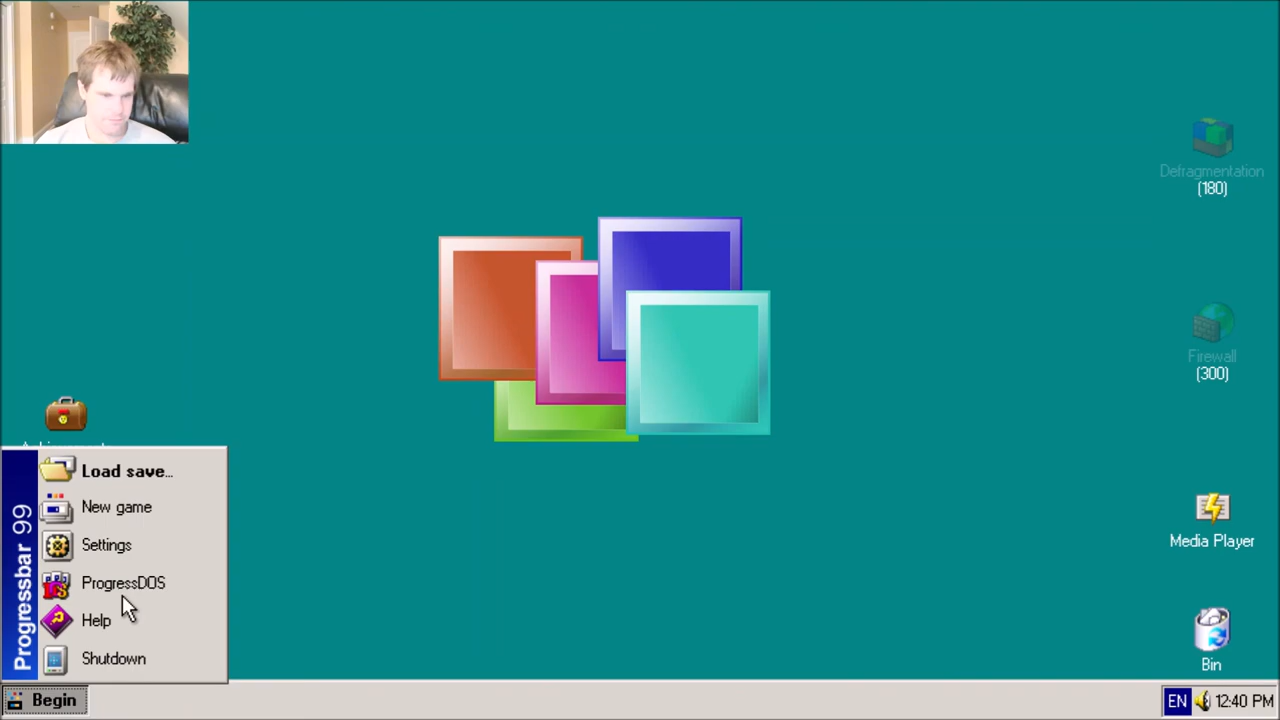 Defragmentation
(180)
Firewall
(300)
Media Player
Bin
Load save...
New game
Settings
ProgressDOS
Help
Shutdown
Progressbar 99
Begin
EN 12:40 PM